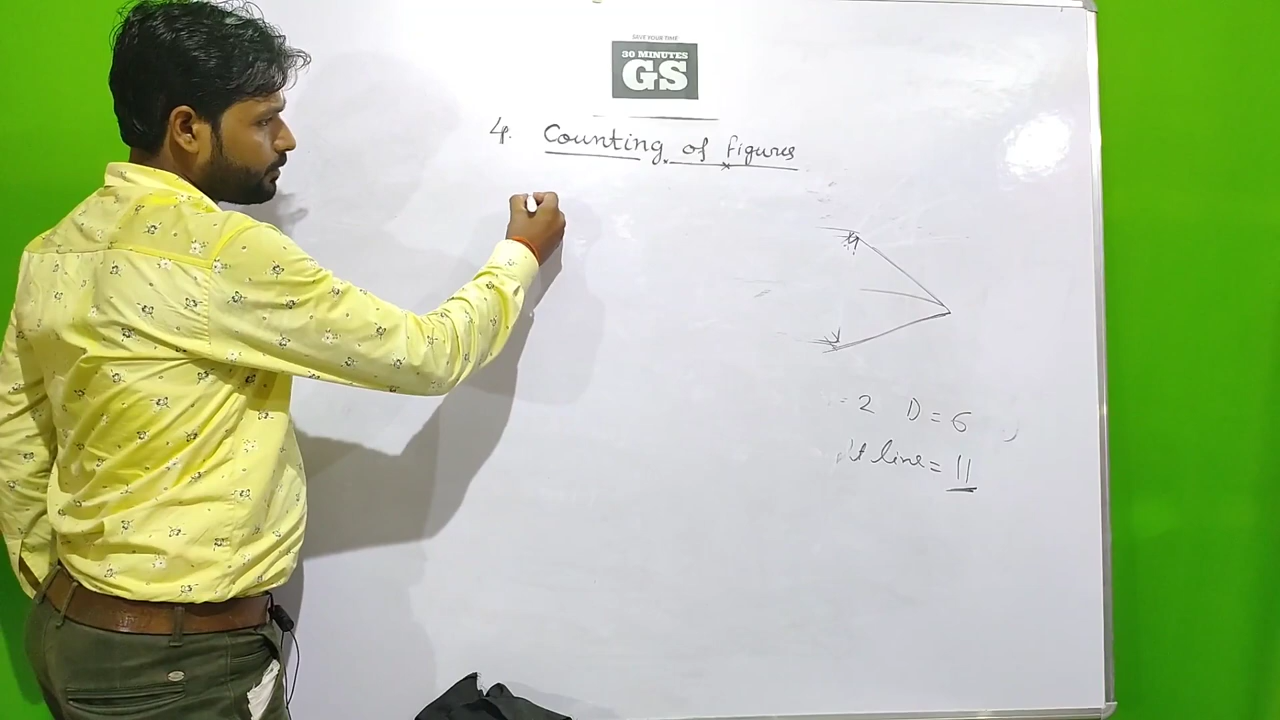 SAVE YOUR TIME
30 MINUTES
GS
4. Counting of figures
= 2 D = 6
line = 11